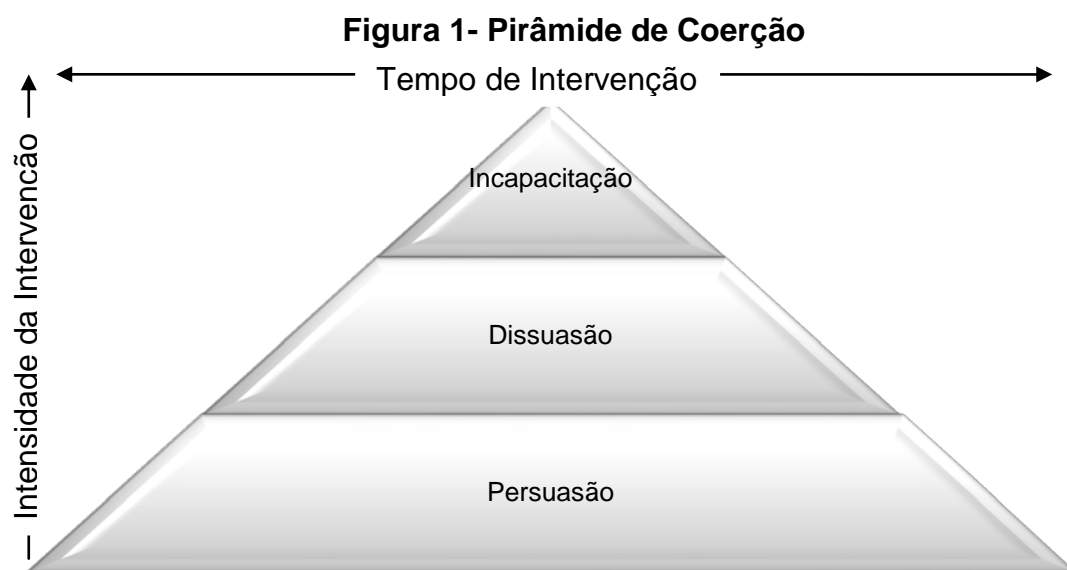 Figura 1- Pirâmide de Coerção
Tempo de Intervenção
Intensidade da Intervencão
Incapacitação
Dissuasão
Persuasão